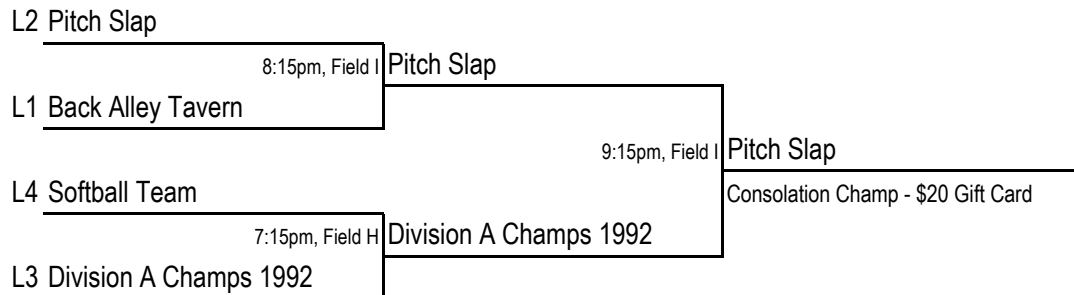 L2 Pitch Slap
8:15pm, Field I Pitch Slap
L1 Back Alley Tavern
9:15pm, Field I Pitch Slap
L4 Softball Team
Consolation Champ - $20 Gift Card
7:15pm, Field H Division A Champs 1992
L3 Division A Champs 1992